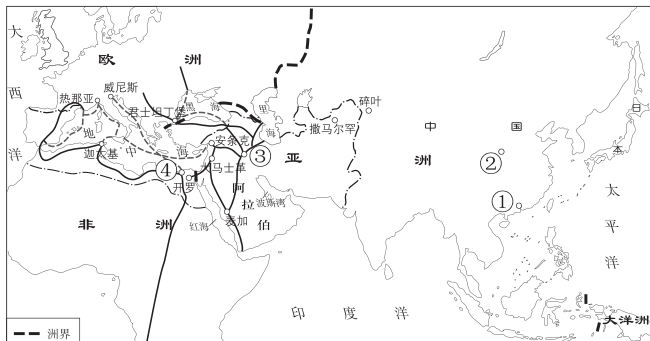 大西洋
欧洲
威尼斯
热那亚
君士坦丁堡
黑海
里海
地中海
迦太基
安条克
大马士革
③
④
开罗
碎叶
撒马尔罕
亚洲
中国
②
①
日本
太平洋
非洲
红海
麦加
阿拉伯
波斯湾
印度洋
大洋洲
洲界